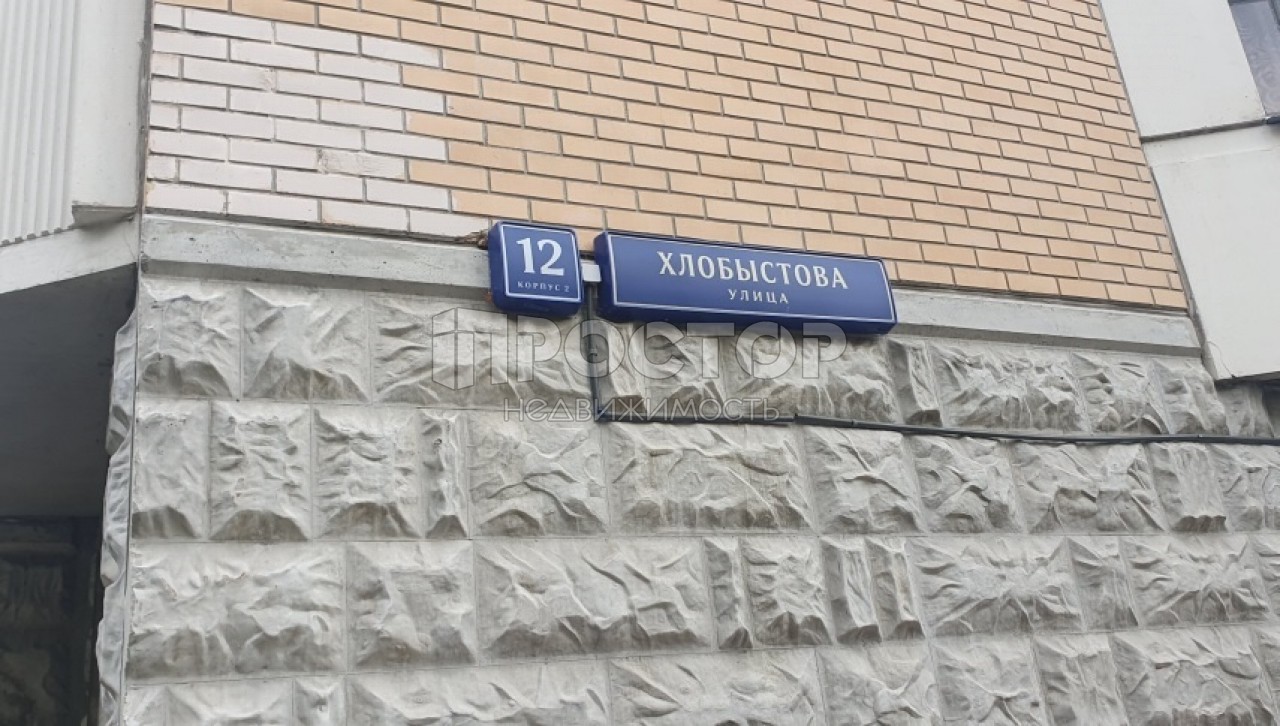 12
КОРПУС 2
ХЛОБЫСТОВА
УЛИЦА
ПРОСТОР
НЕДВИЖИМОСТЬ